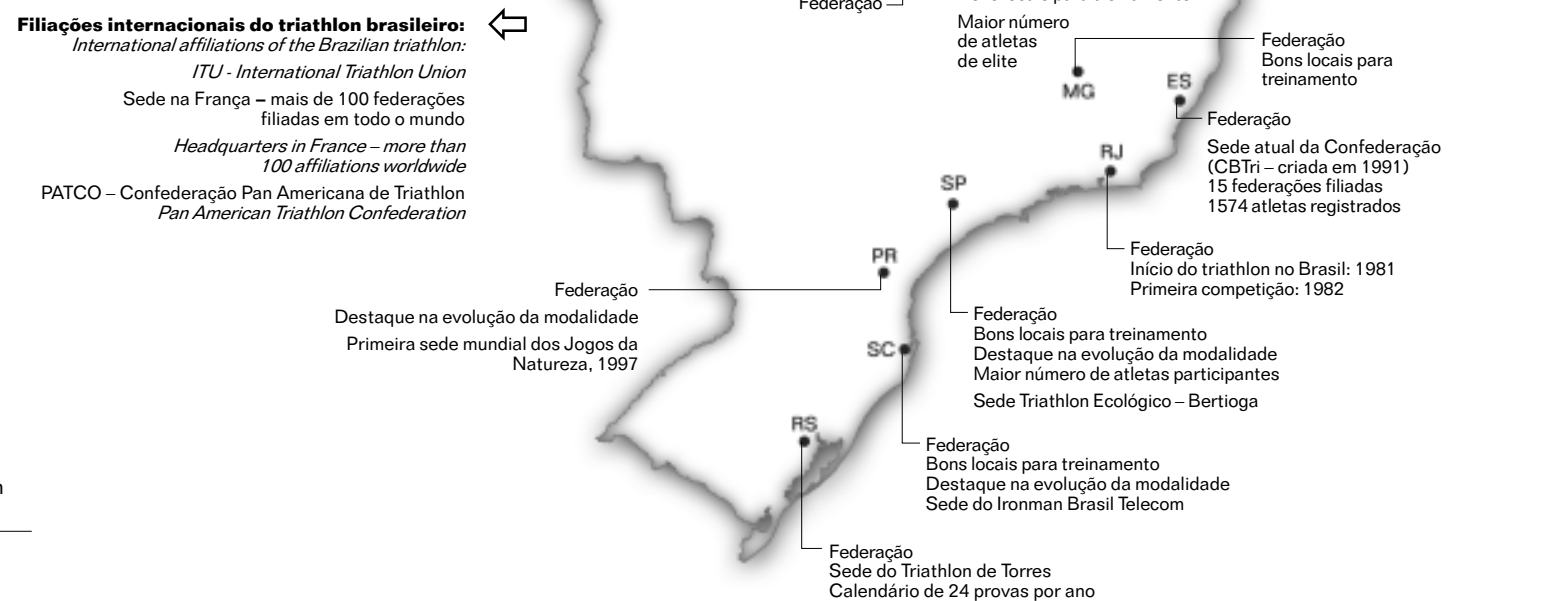 Filiações internacionais do triathlon brasileiro:
International affiliations of the Brazilian triathlon:
ITU - International Triathlon Union
Sede na França – mais de 100 federações
filiadas em todo o mundo
Headquarters in France – more than
100 affiliations worldwide
PATCO – Confederação Pan Americana de Triathlon
Pan American Triathlon Confederation
Federação
Maior número
de atletas
de elite
MG
Federação
Bons locais para
treinamento
ES
Federação
Sede atual da Confederação
(CBTri – criada em 1991)
15 federações filiadas
1574 atletas registrados
RJ
Federação
Início do triathlon no Brasil: 1981
Primeira competição: 1982
SP
Federação
Bons locais para treinamento
Destaque na evolução da modalidade
Maior número de atletas participantes
Sede Triathlon Ecológico – Bertioga
PR
Federação
Destaque na evolução da modalidade
Primeira sede mundial dos Jogos da
Natureza, 1997
SC
Federação
Bons locais para treinamento
Destaque na evolução da modalidade
Sede do Ironman Brasil Telecom
RS
Federação
Sede do Triathlon de Torres
Calendário de 24 provas por ano